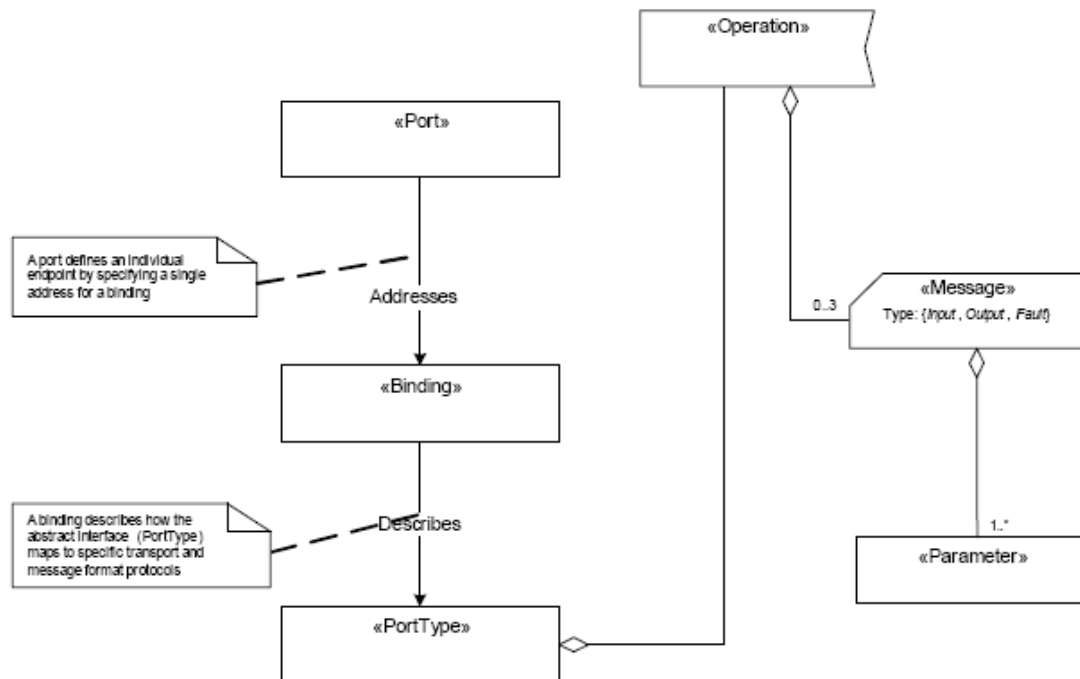 «Operation»
«Port»
A port defines an individual
endpoint by specifying a single
address for a binding
Addresses
«Message»
0..3
Type: {Input , Output , Fault}
«Binding»
A binding describes how the
abstract interface (PortType)
maps to specific transport and
message format protocols
Describes
1..*
«Parameter»
«PortType»